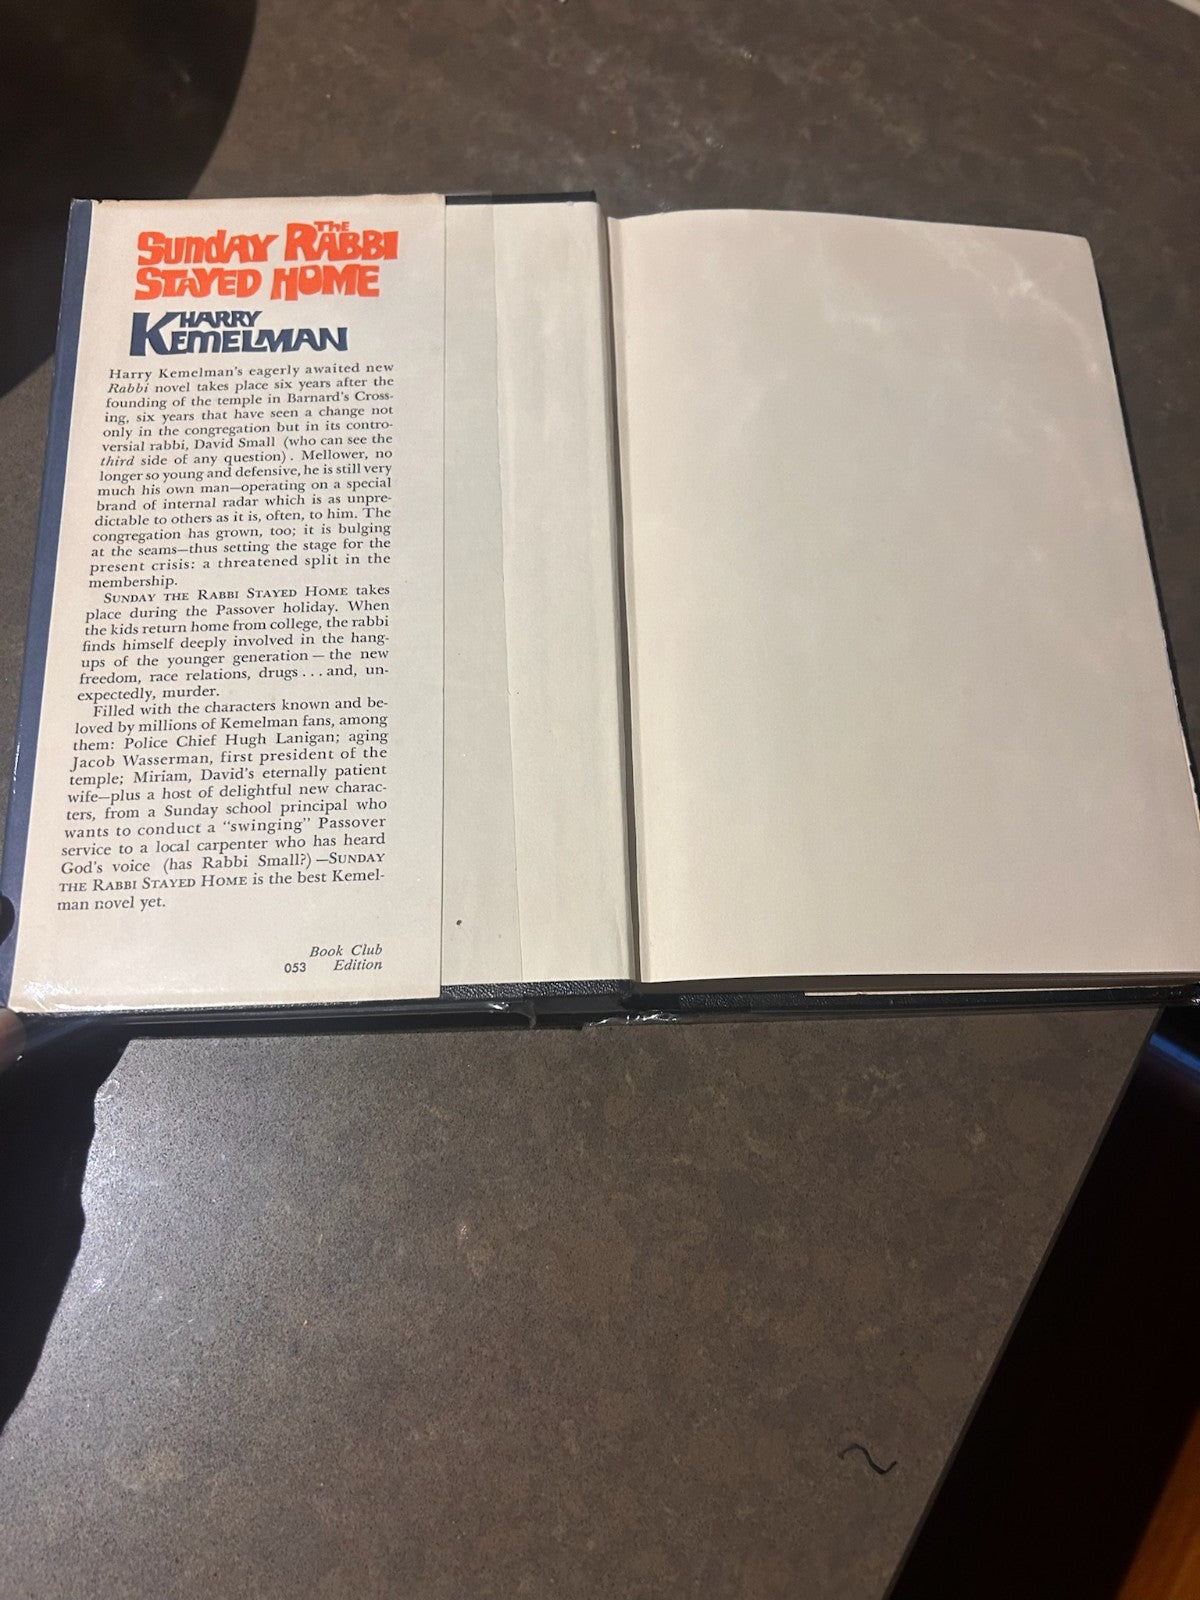 SUNDAY THE RABBI
STAYED HOME
HARRY
KEMELMAN
Harry Kemelman's eagerly awaited new
Rabbi novel takes place six years after the
founding of the temple in Barnard's Cross-
ing, six years that have seen a change not
only in the congregation but in its contro-
versial rabbi, David Small (who can see the
third side of any question). Mellower, no
longer so young and defensive, he is still very
much his own man—operating on a special
brand of internal radar which is as unpre-
dictable to others as it is, often, to him. The
congregation has grown, too; it is bulging
at the seams—thus setting the stage for the
present crisis: a threatened split in the
membership.
SUNDAY THE RABBI STAYED HOME takes
place during the Passover holiday. When
the kids return home from college, the rabbi
finds himself deeply involved in the hang-
ups of the younger generation — the new
freedom, race relations, drugs . . . and, un-
expectedly, murder.
Filled with the characters known and be-
loved by millions of Kemelman fans, among
them: Police Chief Hugh Lanigan; aging
Jacob Wasserman, first president of the
temple; Miriam, David's eternally patient
wife—plus a host of delightful new charac-
ters, from a Sunday school principal who
wants to conduct a "swinging" Passover
service to a local carpenter who has heard
God's voice (has Rabbi Small?) —SUNDAY
THE RABBI STAYED HOME is the best Kemel-
man novel yet.
Book Club
053 Edition